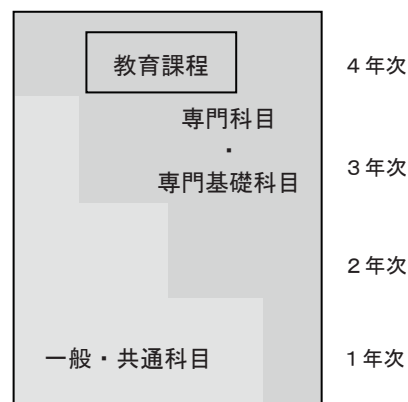 教育課程
4年次
専門科目
・
専門基礎科目
3年次
2年次
一般・共通科目
1年次